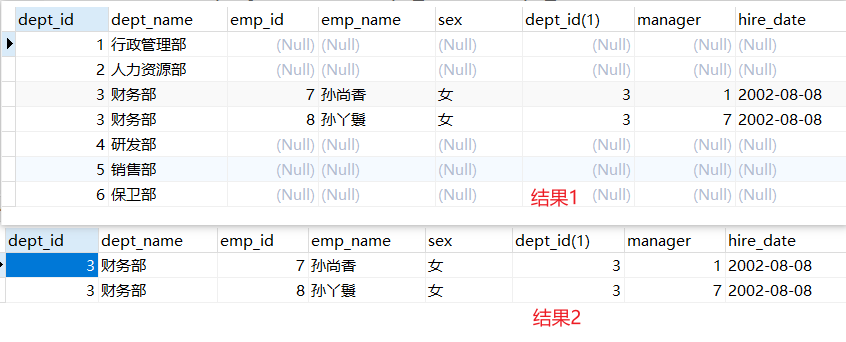 dept_id dept_name emp_id emp_name sex dept_id(1) manager hire_date
1 行政管理部 (Null) (Null) (Null) (Null) (Null) (Null)
2 人力资源部 (Null) (Null) (Null) (Null) (Null) (Null)
3 财务部 7 孙尚香 女 3 1 2002-08-08
3 财务部 8 孙丫鬟 女 3 7 2002-08-08
4 研发部 (Null) (Null) (Null) (Null) (Null) (Null)
5 销售部 (Null) (Null) (Null) (Null) (Null) (Null)
6 保卫部 (Null) (Null) (Null) (Null) (Null) (Null)
结果1
dept_id dept_name emp_id emp_name sex dept_id(1) manager hire_date
3 财务部 7 孙尚香 女 3 1 2002-08-08
3 财务部 8 孙丫鬟 女 3 7 2002-08-08
结果2